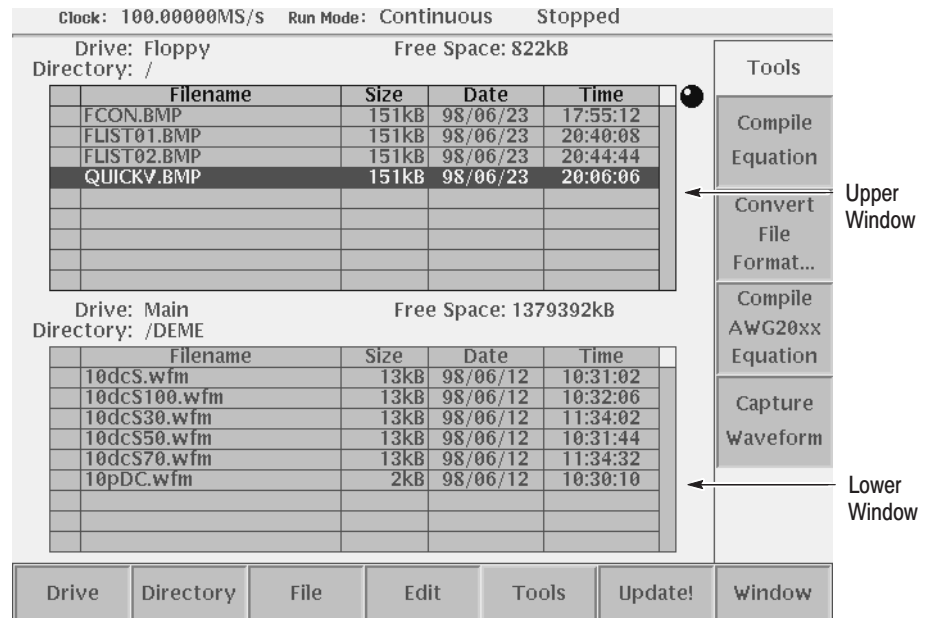 Clock: 100.00000MS/s Run Mode: Continuous Stopped
Drive: Floppy Free Space: 822kB
Directory: /
Filename Size Date Time
FCON.BMP 151kB 98/06/23 17:55:12
FLIST01.BMP 151kB 98/06/23 20:40:08
FLIST02.BMP 151kB 98/06/23 20:44:44
QUICKV.BMP 151kB 98/06/23 20:06:06
Drive: Main Free Space: 1379392kB
Directory: /DEME
Filename Size Date Time
10dcS.wfm 13kB 98/06/12 10:31:02
10dcS100.wfm 13kB 98/06/12 10:32:06
10dcS30.wfm 13kB 98/06/12 11:34:02
10dcS50.wfm 13kB 98/06/12 10:31:44
10dcS70.wfm 13kB 98/06/12 11:34:32
10pDC.wfm 2kB 98/06/12 10:30:10
Tools
Compile
Equation
Convert
File
Format...
Compile
AWG20xx
Equation
Capture
Waveform
Upper
Window
Lower
Window
Drive Directory File Edit Tools Update! Window